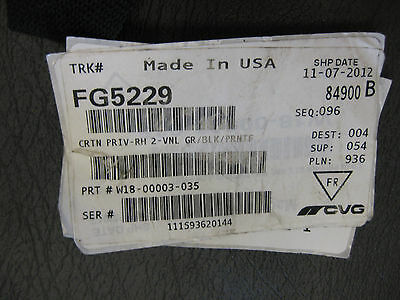 TRK#
Made In USA
SHP DATE
11-07-2012
FG5229
84900 B
SEQ:096
CRTN PRIV-RH 2-VNL GR/BLK/PRNTF
DEST: 004
SUP: 054
PLN: 936
PRT # W18-00003-035
FR
SER #
CVG
111593620144